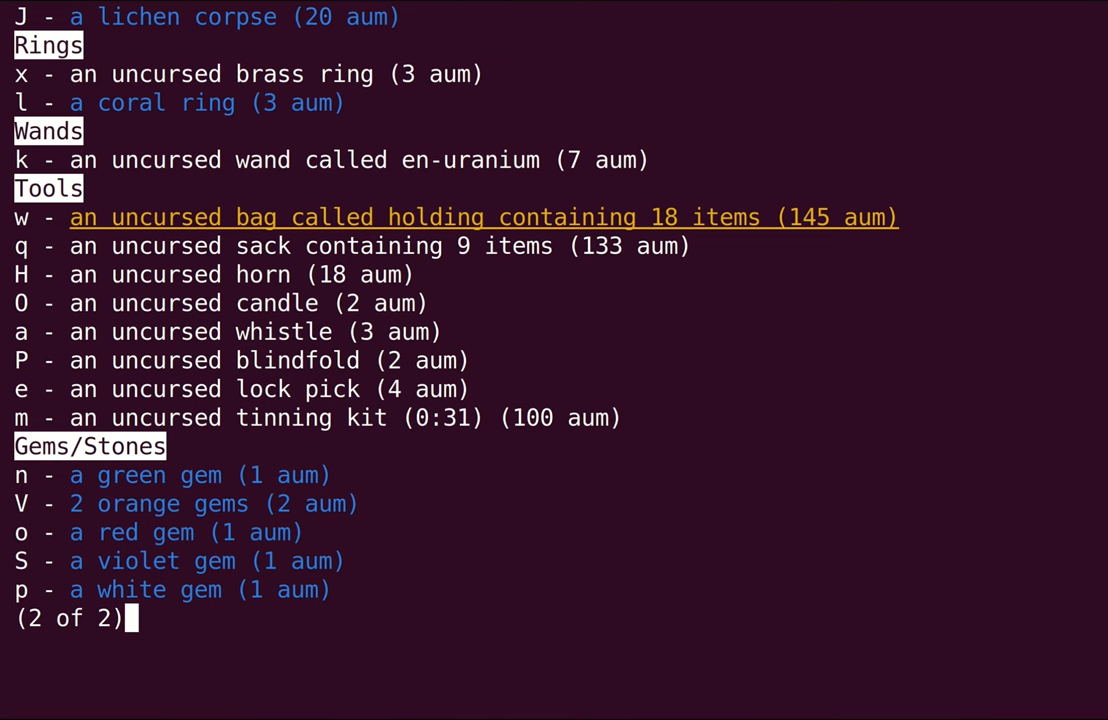 J - a lichen corpse (20 aum)
Rings
x - an uncursed brass ring (3 aum)
l - a coral ring (3 aum)
Wands
k - an uncursed wand called en-uranium (7 aum)
Tools
w - an uncursed bag called holding containing 18 items (145 aum)
q - an uncursed sack containing 9 items (133 aum)
H - an uncursed horn (18 aum)
O - an uncursed candle (2 aum)
a - an uncursed whistle (3 aum)
P - an uncursed blindfold (2 aum)
e - an uncursed lock pick (4 aum)
m - an uncursed tinning kit (0:31) (100 aum)
Gems/Stones
n - a green gem (1 aum)
V - 2 orange gems (2 aum)
o - a red gem (1 aum)
S - a violet gem (1 aum)
p - a white gem (1 aum)
(2 of 2)